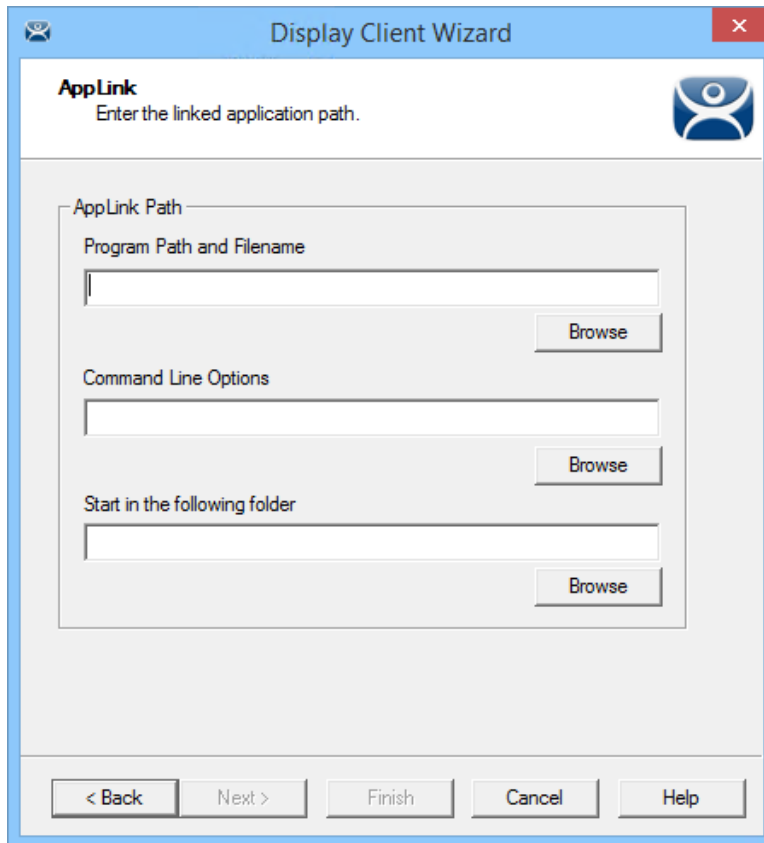 Display Client Wizard
AppLink
Enter the linked application path.
AppLink Path
Program Path and Filename
Browse
Command Line Options
Browse
Start in the following folder
Browse
< Back Next > Finish Cancel Help